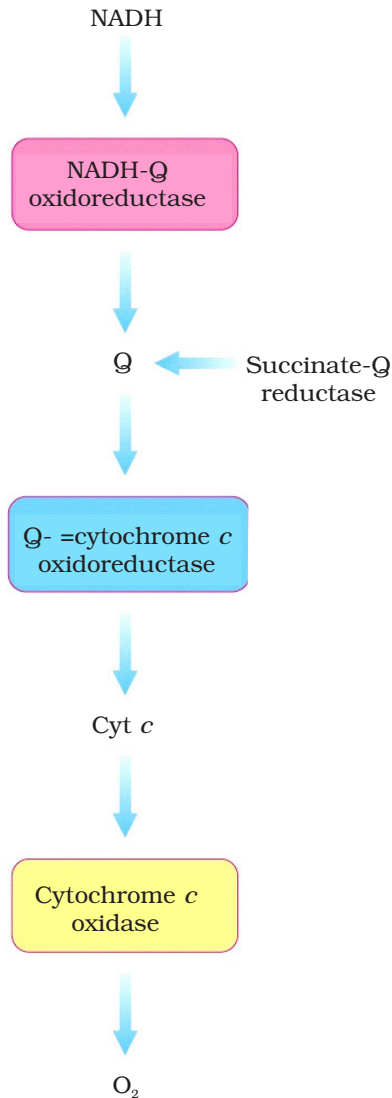 NADH
NADH-Q
oxidoreductase
Q
Succinate-Q
reductase
Q- =cytochrome c
oxidoreductase
Cyt c
Cytochrome c
oxidase
O₂